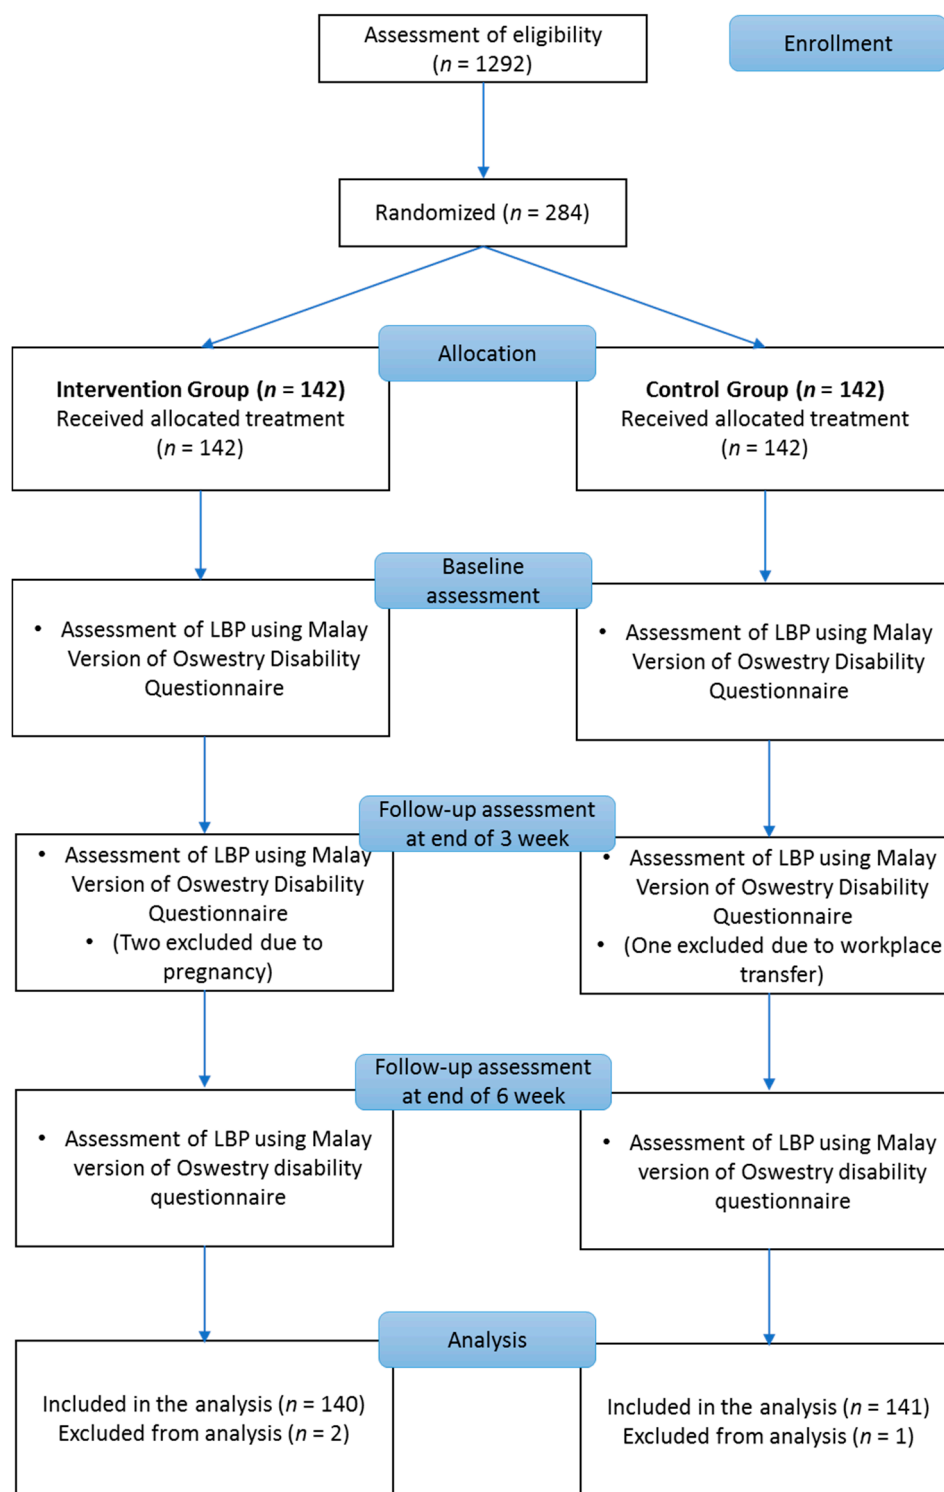 Assessment of eligibility
(n = 1292)
Enrollment
Randomized (n = 284)
Allocation
Intervention Group (n = 142)
Received allocated treatment
(n = 142)
Control Group (n = 142)
Received allocated treatment
(n = 142)
Baseline
assessment
• Assessment of LBP using Malay
Version of Oswestry Disability
Questionnaire
• Assessment of LBP using Malay
Version of Oswestry Disability
Questionnaire
Follow-up assessment
at end of 3 week
• Assessment of LBP using Malay
Version of Oswestry Disability
Questionnaire
• (Two excluded due to
pregnancy)
• Assessment of LBP using Malay
Version of Oswestry Disability
Questionnaire
• (One excluded due to workplace
transfer)
Follow-up assessment
at end of 6 week
• Assessment of LBP using Malay
version of Oswestry disability
questionnaire
• Assessment of LBP using Malay
version of Oswestry disability
questionnaire
Analysis
Included in the analysis (n = 140)
Excluded from analysis (n = 2)
Included in the analysis (n = 141)
Excluded from analysis (n = 1)